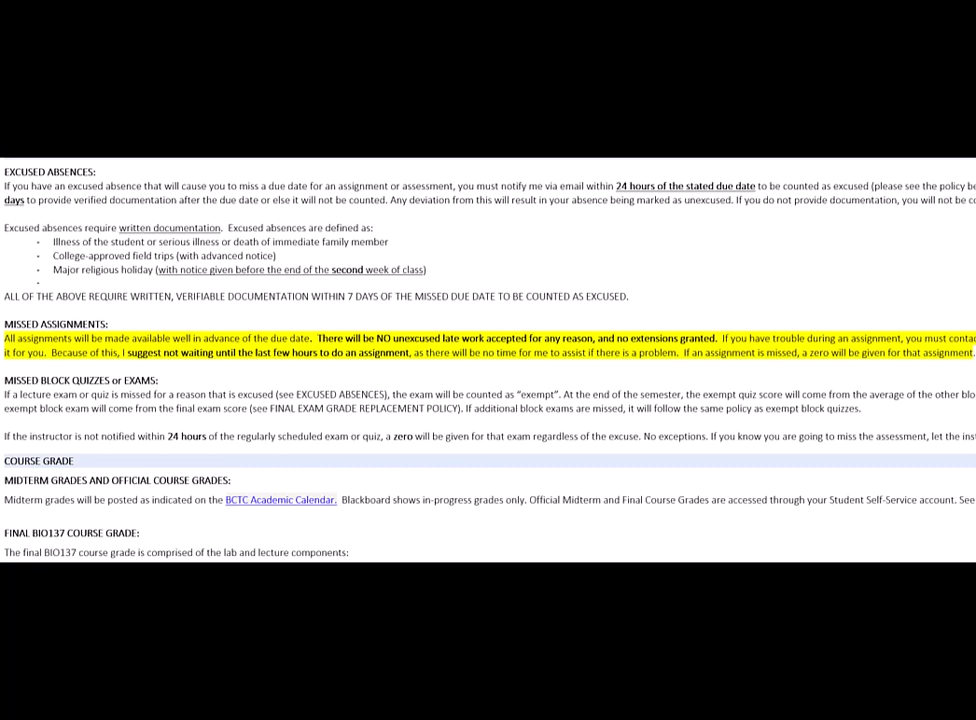 EXCUSED ABSENCES:
If you have an excused absence that will cause you to miss a due date for an assignment or assessment, you must notify me via email within 24 hours of the stated due date to be counted as excused (please see the policy be
days to provide verified documentation after the due date or else it will not be counted. Any deviation from this will result in your absence being marked as unexcused. If you do not provide documentation, you will not be
Excused absences require written documentation. Excused absences are defined as:
- Illness of the student or serious illness or death of immediate family member
- College-approved field trips (with advanced notice)
- Major religious holiday (with notice given before the end of the second week of class)
-
ALL OF THE ABOVE REQUIRE WRITTEN, VERIFIABLE DOCUMENTATION WITHIN 7 DAYS OF THE MISSED DUE DATE TO BE COUNTED AS EXCUSED.
MISSED ASSIGNMENTS:
All assignments will be made available well in advance of the due date. There will be NO unexcused late work accepted for any reason, and no extensions granted. If you have trouble during an assignment, you must contac
it for you. Because of this, I suggest not waiting until the last few hours to do an assignment, as there will be no time for me to assist if there is a problem. If an assignment is missed, a zero will be given for that assignment.
MISSED BLOCK QUIZZES or EXAMS:
If a lecture exam or quiz is missed for a reason that is excused (see EXCUSED ABSENCES), the exam will be counted as "exempt". At the end of the semester, the exempt quiz score will come from the average of the other blo
exempt block exam will come from the final exam score (see FINAL EXAM GRADE REPLACEMENT POLICY). If additional block exams are missed, it will follow the same policy as exempt block quizzes.
If the instructor is not notified within 24 hours of the regularly scheduled exam or quiz, a zero will be given for that exam regardless of the excuse. No exceptions. If you know you are going to miss the assessment, let the ins
COURSE GRADE
MIDTERM GRADES AND OFFICIAL COURSE GRADES:
Midterm grades will be posted as indicated on the BCTC Academic Calendar. Blackboard shows in-progress grades only. Official Midterm and Final Course Grades are accessed through your Student Self-Service account. See
FINAL BIO137 COURSE GRADE:
The final BIO137 course grade is comprised of the lab and lecture components: